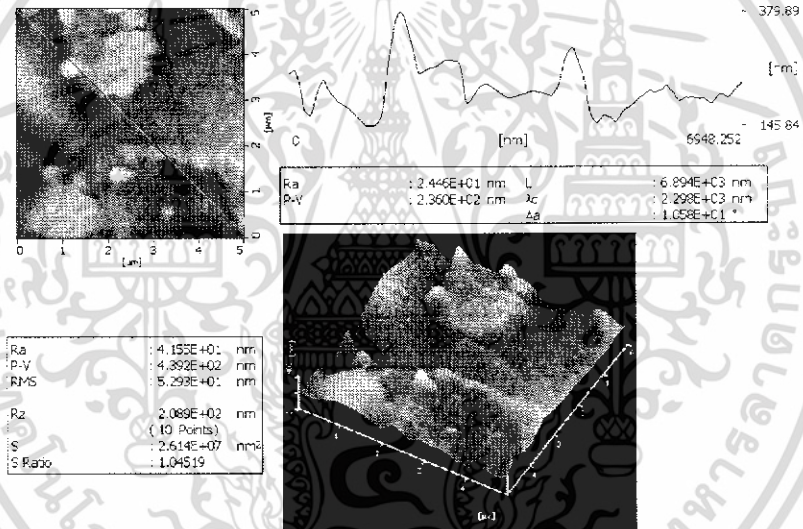 5
4
3
2
1
0
[µm]
0 1 2 3 4 5
[µm]
379.89
[nm]
145.84
0 [nm] 6948.252
Ra : 2.446E+01 nm L : 6.894E+03 nm
P-V : 2.360E+02 nm λc : 2.298E+03 nm
Δa : 1.058E+01 °
Ra : 4.155E+01 nm
P-V : 4.392E+02 nm
RMS : 5.293E+01 nm
Rz : 2.089E+02 nm
(10 Points)
S : 2.614E+07 nm²
S Ratio : 1.04519